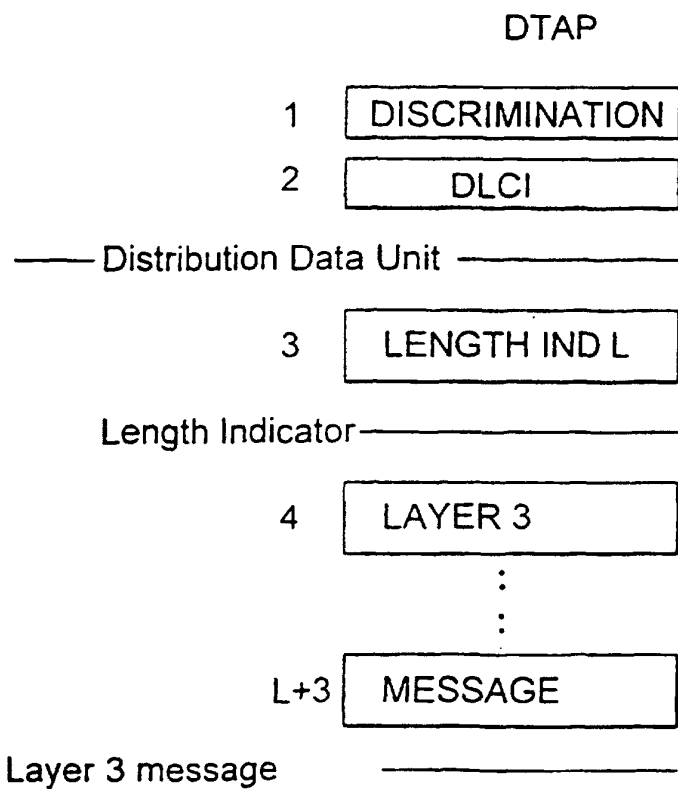 DTAP
1 DISCRIMINATION
2 DLCI
Distribution Data Unit
3 LENGTH IND L
Length Indicator
4 LAYER 3
L+3 MESSAGE
Layer 3 message